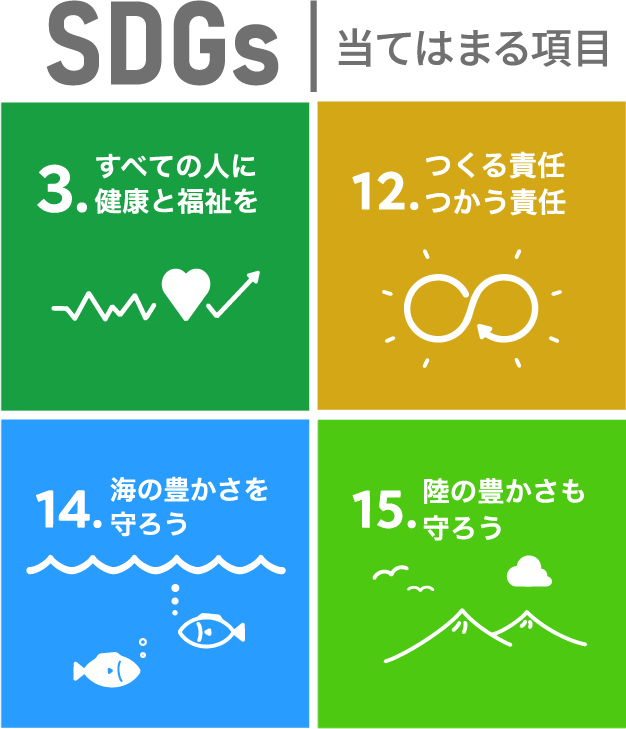 SDGs 当てはまる項目
3. すべての人に
健康と福祉を
12. つくる責任
つかう責任
14. 海の豊かさを
守ろう
15. 陸の豊かさも
守ろう